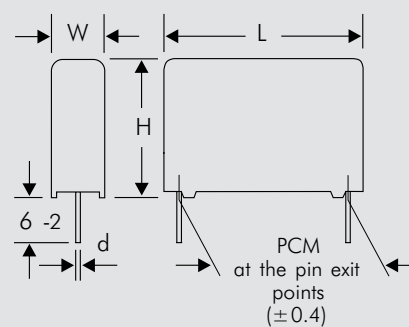 W
L
H
6 -2
d
PCM
at the pin exit
points
(±0.4)